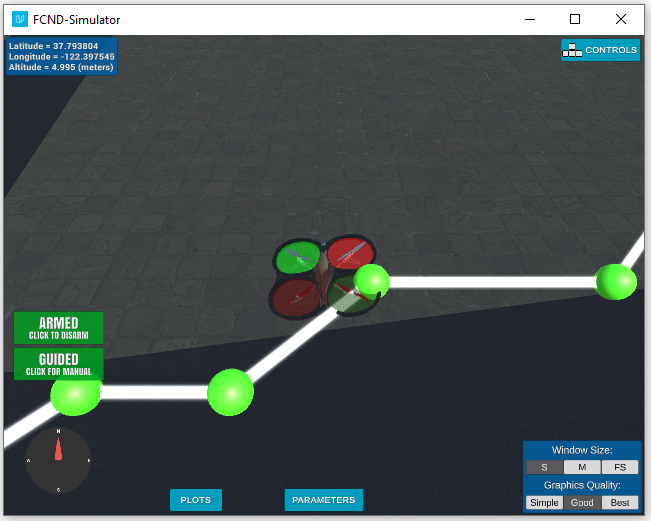 FCND-Simulator
Latitude = 37.793804
Longitude = -122.397545
Altitude = 4.995 (meters)
CONTROLS
ARMED
CLICK TO DISARM
GUIDED
CLICK FOR MANUAL
N
S
PLOTS
PARAMETERS
Window Size:
S M FS
Graphics Quality:
Simple Good Best